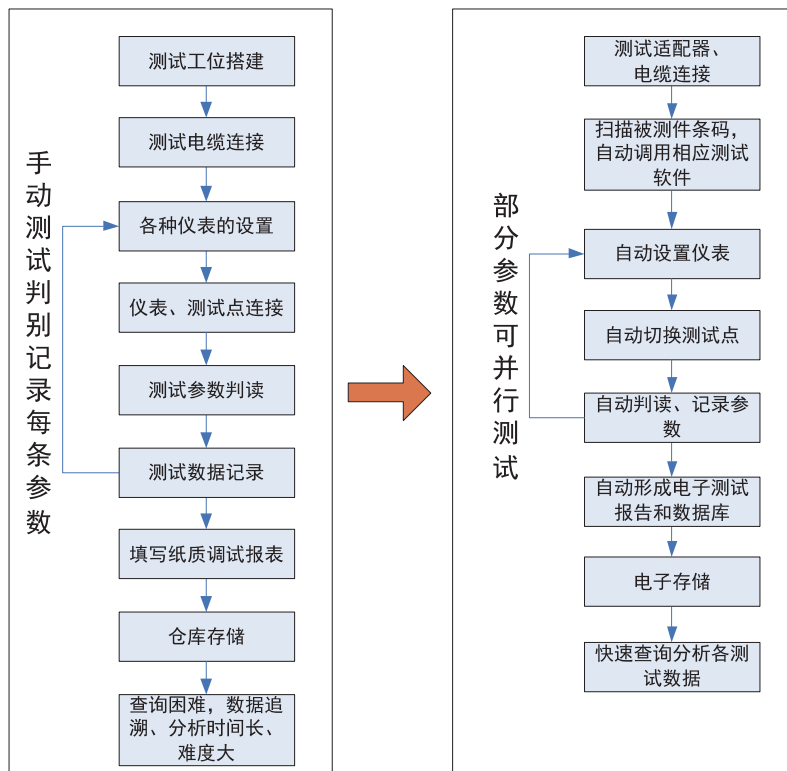 手动测试判别记录每条参数
测试工位搭建
测试电缆连接
各种仪表的设置
仪表、测试点连接
测试参数判读
测试数据记录
填写纸质调试报表
仓库存储
查询困难，数据追
溯、分析时间长、
难度大
部分参数可并行测试
测试适配器、
电缆连接
扫描被测件条码，
自动调用相应测试
软件
自动设置仪表
自动切换测试点
自动判读、记录参
数
自动形成电子测试
报告和数据库
电子存储
快速查询分析各测
试数据